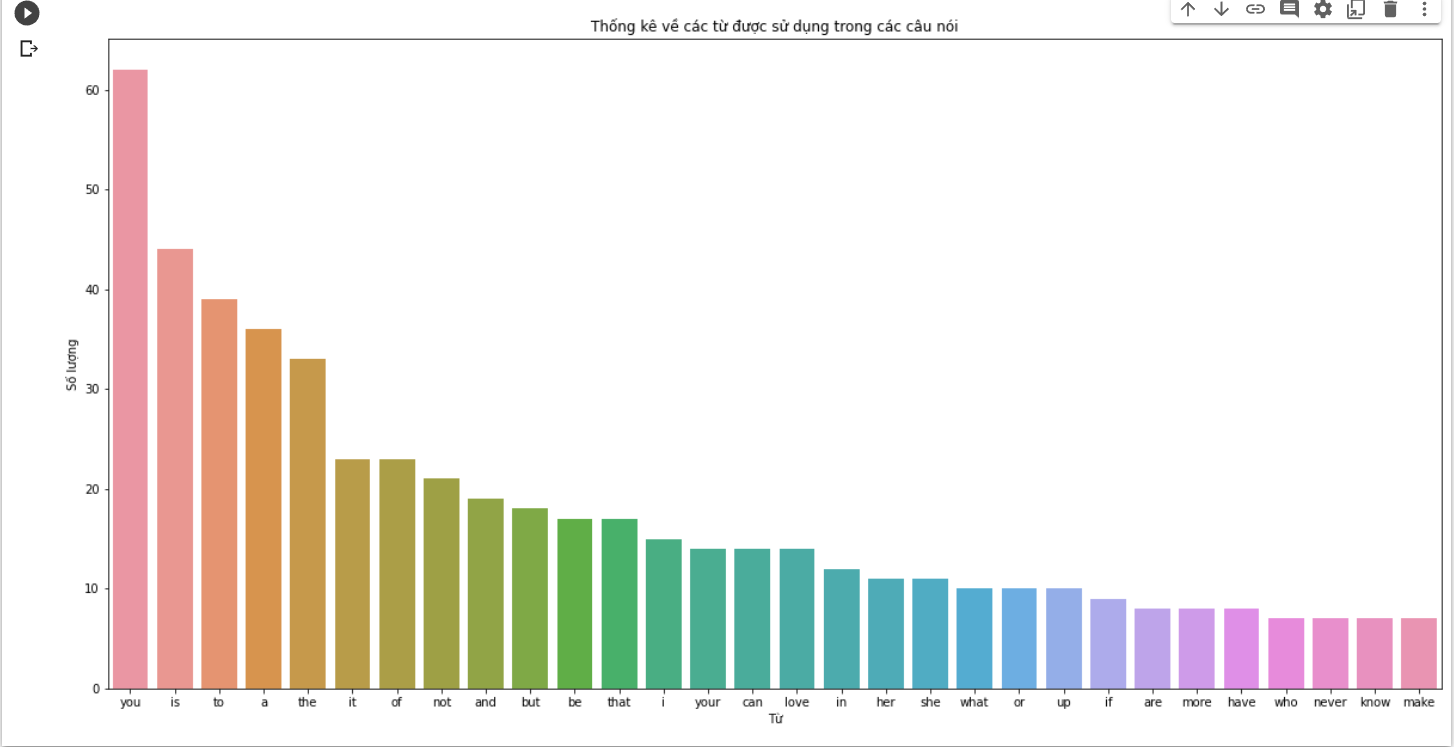 Thống kê về các từ được sử dụng trong các câu nói
60
50
40
30
20
10
0
Số lượng
you is to a the it of not and but be that i your can love in her she what or up if are more have who never know make
Từ